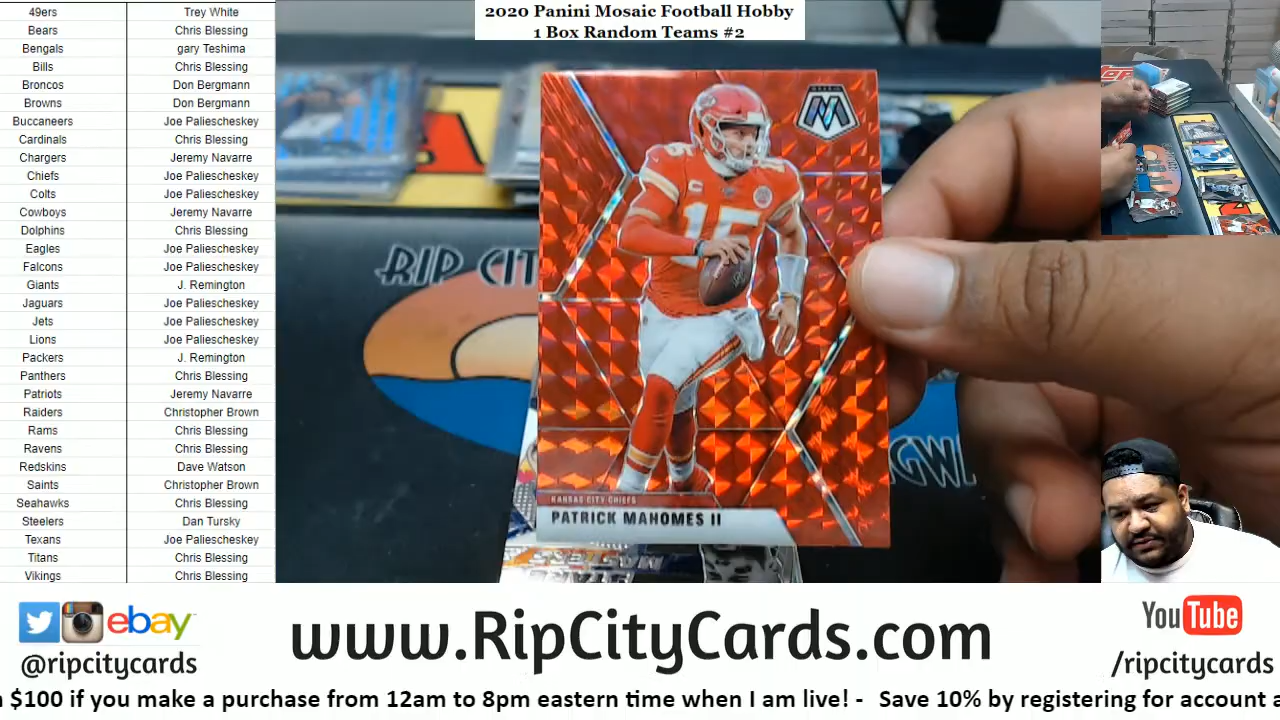 2020 Panini Mosaic Football Hobby
1 Box Random Teams #2
49ers Trey White
Bears Chris Blessing
Bengals gary Teshima
Bills Chris Blessing
Broncos Don Bergmann
Browns Don Bergmann
Buccaneers Joe Paliescheskey
Cardinals Chris Blessing
Chargers Jeremy Navarre
Chiefs Joe Paliescheskey
Colts Joe Paliescheskey
Cowboys Jeremy Navarre
Dolphins Chris Blessing
Eagles Joe Paliescheskey
Falcons Joe Paliescheskey
Giants J. Remington
Jaguars Joe Paliescheskey
Jets Joe Paliescheskey
Lions Joe Paliescheskey
Packers J. Remington
Panthers Chris Blessing
Patriots Jeremy Navarre
Raiders Christopher Brown
Rams Chris Blessing
Ravens Chris Blessing
Redskins Dave Watson
Saints Christopher Brown
Seahawks Chris Blessing
Steelers Dan Tursky
Texans Joe Paliescheskey
Titans Chris Blessing
Vikings Chris Blessing
RIP CIT
MOSAIC
M
15
15
KANSAS CITY CHIEFS
PATRICK MAHOMES II
GWA
ebay
@ripcitycards
www.RipCityCards.com
YouTube
/ripcitycards
$100 if you make a purchase from 12am to 8pm eastern time when I am live! - Save 10% by registering for account